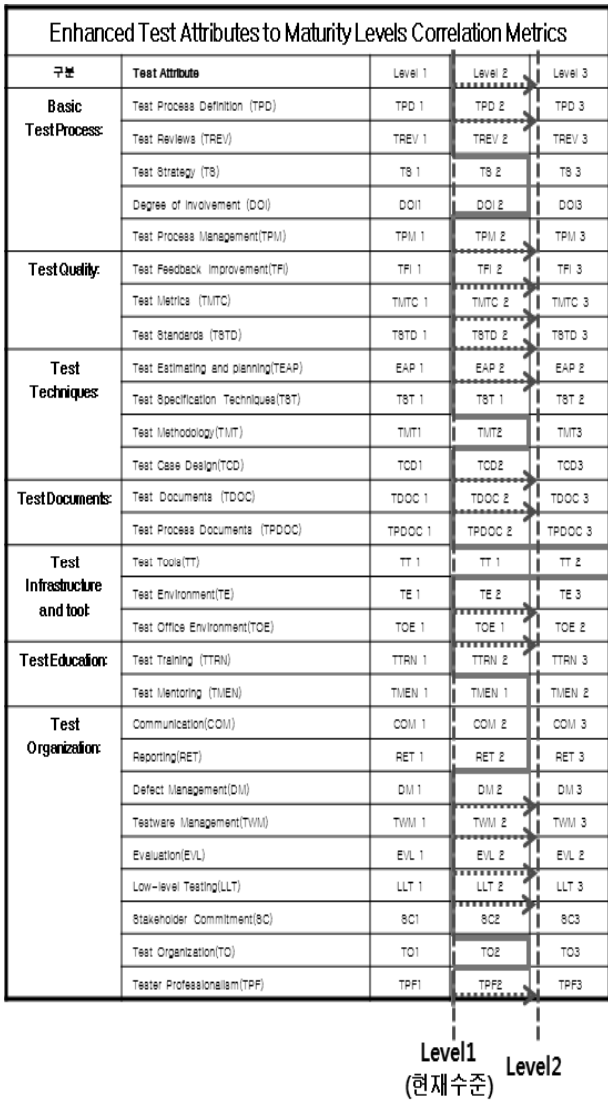 Enhanced Test Attributes to Maturity Levels Correlation Metrics
구분 Test Attribute Level 1 Level 2 Level 3
Basic Test Process: Test Process Definition (TPD) TPD 1 TPD 2 TPD 3
Test Reviews (TREV) TREV 1 TREV 2 TREV 3
Test Strategy (TS) TS 1 TS 2 TS 3
Degree of Involvement (DOI) DOI1 DOI 2 DOI3
Test Process Management(TPM) TPM 1 TPM 2 TPM 3
Test Quality: Test Feedback Improvement(TFI) TFI 1 TFI 2 TFI 3
Test Metrics (TMTC) TMTC 1 TMTC 2 TMTC 3
Test Standards (TSTD) TSTD 1 TSTD 2 TSTD 3
Test Techniques: Test Estimating and planning(TEAP) EAP 1 EAP 2 EAP 2
Test Specification Techniques(TST) TST 1 TST 1 TST 2
Test Methodology(TMT) TMT1 TMT2 TMT3
Test Case Design(TCD) TCD1 TCD2 TCD3
Test Documents: Test Documents (TDOC) TDOC 1 TDOC 2 TDOC 3
Test Process Documents (TPDOC) TPDOC 1 TPDOC 2 TPDOC 3
Test Infrastructure and tool: Test Tools(TT) TT 1 TT 1 TT 2
Test Environment(TE) TE 1 TE 2 TE 3
Test Office Environment(TOE) TOE 1 TOE 1 TOE 2
Test Education: Test Training (TTRN) TTRN 1 TTRN 2 TTRN 3
Test Mentoring (TMEN) TMEN 1 TMEN 1 TMEN 2
Test Organization: Communication(COM) COM 1 COM 2 COM 3
Reporting(RET) RET 1 RET 2 RET 3
Defect Management(DM) DM 1 DM 2 DM 3
Testware Management(TWM) TWM 1 TWM 2 TWM 3
Evaluation(EVL) EVL 1 EVL 2 EVL 2
Low-level Testing(LLT) LLT 1 LLT 2 LLT 3
Stakeholder Commitment(SC) SC1 SC2 SC3
Test Organization(TO) TO1 TO2 TO3
Tester Professionalism(TPF) TPF1 TPF2 TPF3
Level1 Level2
(현재수준)